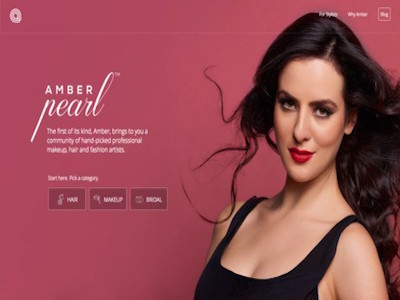 For Stylists Why Amber Blog
AMBER
pearl™
The first of its kind, Amber, brings to you a
community of hand-picked professional
makeup, hair and fashion artists.
Start here. Pick a category.
HAIR MAKEUP BRIDAL